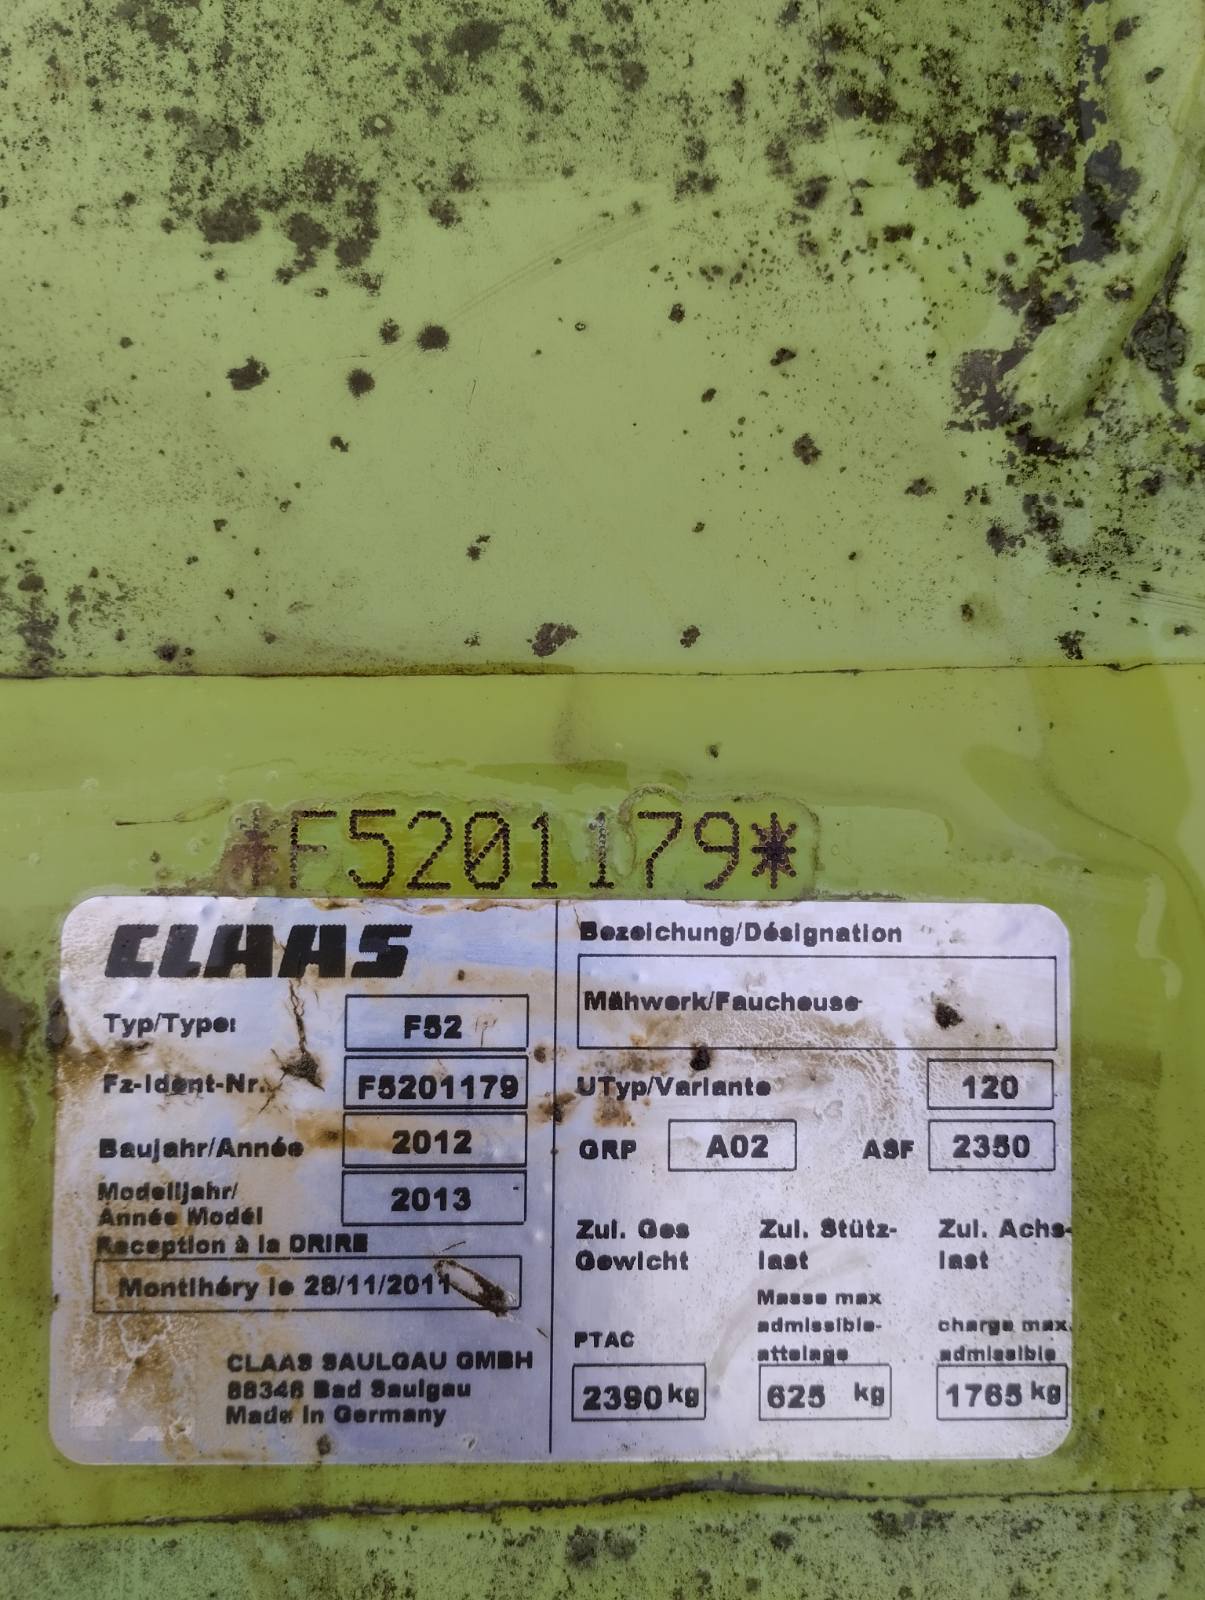 *F5201179*
CLAAS
Typ/Type: F52
Fz-Ident-Nr. F5201179
Baujahr/Année 2012
Modelljahr/
Année Modél 2013
Reception à la DRIRE
Montlhéry le 28/11/2011
CLAAS SAULGAU GMBH
88348 Bad Saulgau
Made in Germany
Bezeichung/Désignation
Mähwerk/Faucheuse
UTyp/Variante 120
GRP A02 ASF 2350
Zul. Ges Zul. Stütz- Zul. Achs-
Gewicht last last
Masse max
admissible- charge max.
PTAC attelage admissible
2390 kg 625 kg 1765 kg